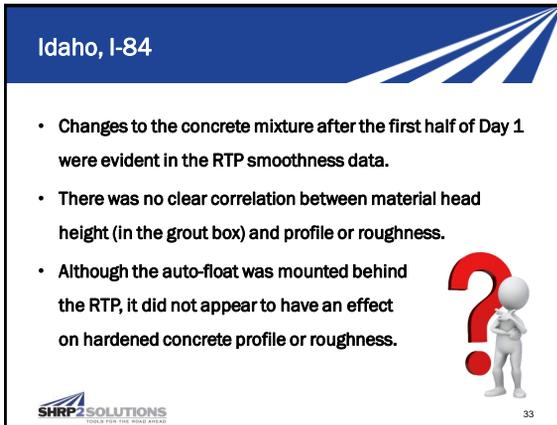 Idaho, I-84
• Changes to the concrete mixture after the first half of Day 1
were evident in the RTP smoothness data.
• There was no clear correlation between material head
height (in the grout box) and profile or roughness.
• Although the auto-float was mounted behind
the RTP, it did not appear to have an effect
on hardened concrete profile or roughness.
?
SHRP2SOLUTIONS
TOOLS FOR THE ROAD AHEAD
33